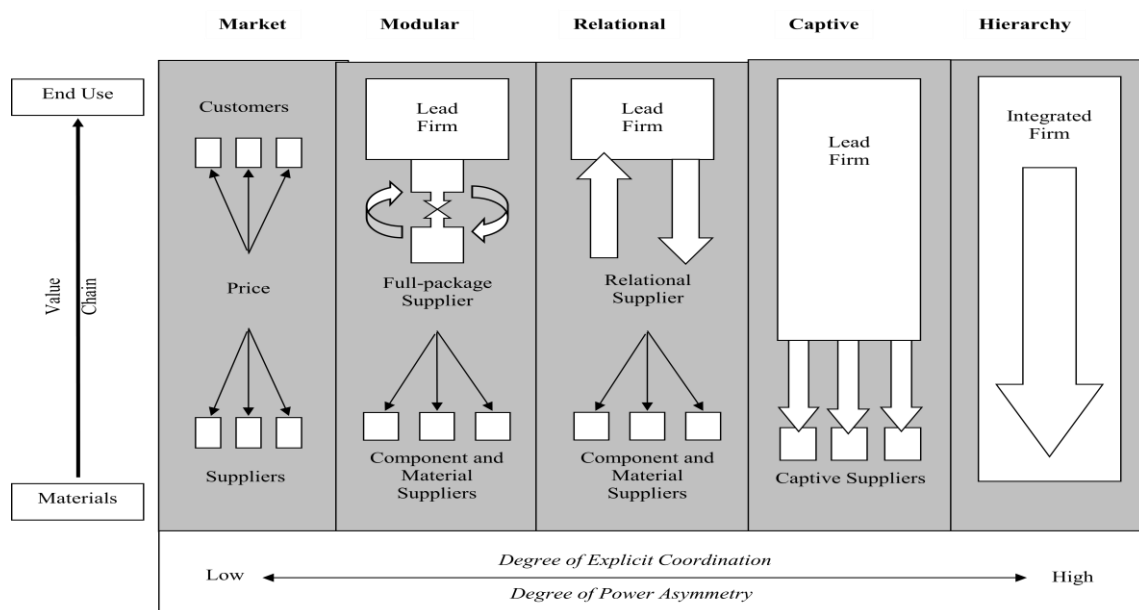 Market
Modular
Relational
Captive
Hierarchy
End Use
Value
Chain
Materials
Customers
Price
Suppliers
Lead
Firm
Full-package
Supplier
Component and
Material
Suppliers
Lead
Firm
Relational
Supplier
Component and
Material
Suppliers
Lead
Firm
Captive Suppliers
Integrated
Firm
Degree of Explicit Coordination
Low
High
Degree of Power Asymmetry